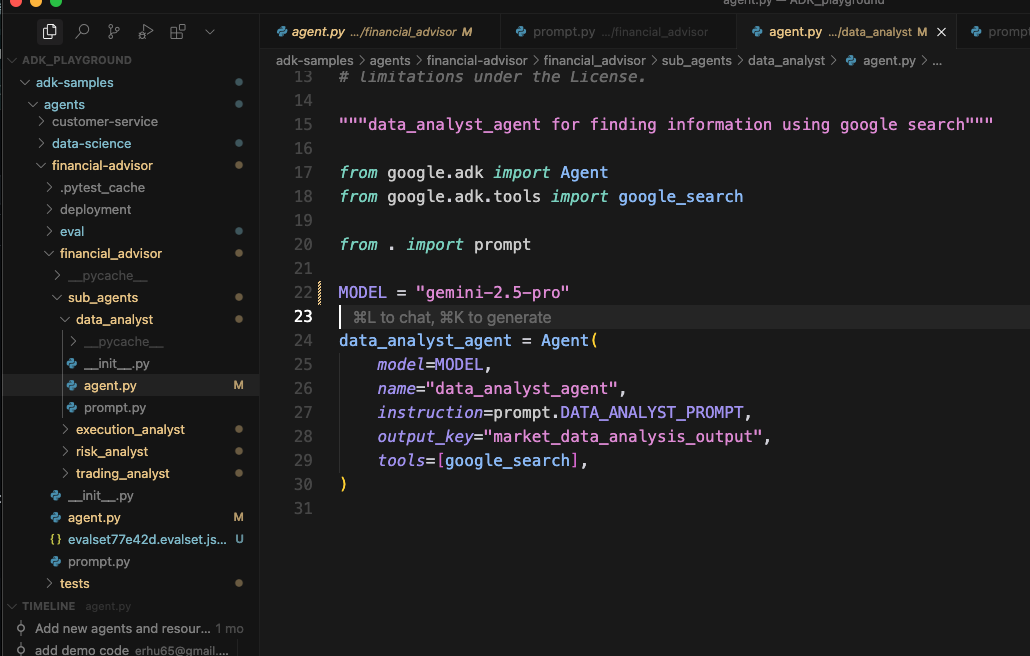 agent.py — ADK_playground
agent.py .../financial_advisor M
prompt.py .../financial_advisor
agent.py .../data_analyst M
ADK_PLAYGROUND
adk-samples
agents
customer-service
data-science
financial-advisor
.pytest_cache
deployment
eval
financial_advisor
__pycache__
sub_agents
data_analyst
__pycache__
__init__.py
agent.py M
prompt.py
execution_analyst
risk_analyst
trading_analyst
__init__.py
agent.py M
evalset77e42d.evalset.js... U
prompt.py
tests
TIMELINE agent.py
Add new agents and resour... 1 mo
add demo code erhu65@gmail....
adk-samples > agents > financial-advisor > financial_advisor > sub_agents > data_analyst > agent.py > ...
13 # limitations under the License.
14
15 """data_analyst_agent for finding information using google search"""
16
17 from google.adk import Agent
18 from google.adk.tools import google_search
19
20 from . import prompt
21
22 MODEL = "gemini-2.5-pro"
23 ⌘L to chat, ⌘K to generate
24 data_analyst_agent = Agent(
25 model=MODEL,
26 name="data_analyst_agent",
27 instruction=prompt.DATA_ANALYST_PROMPT,
28 output_key="market_data_analysis_output",
29 tools=[google_search],
30 )
31